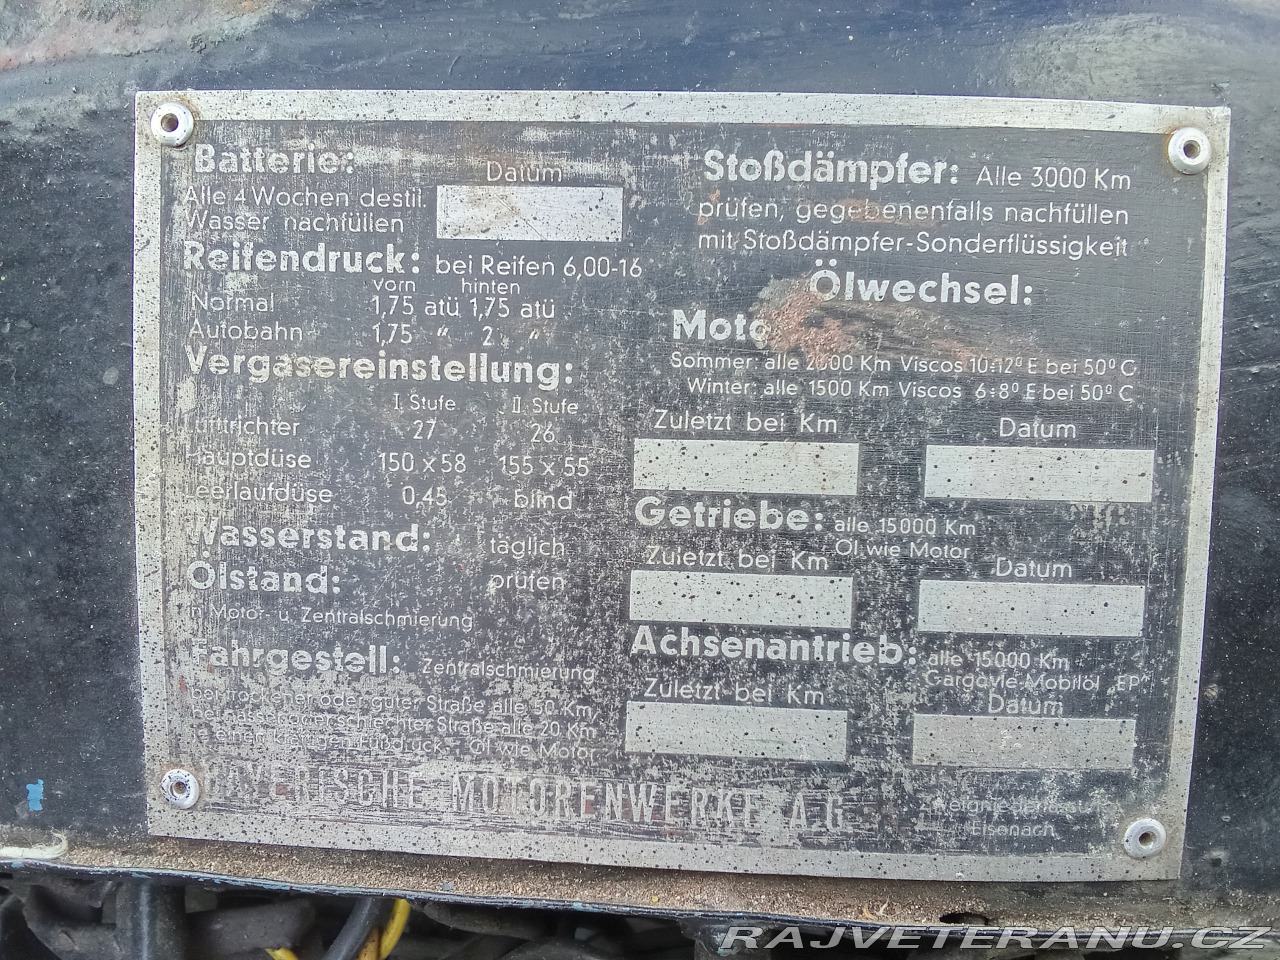 Batterie: Datum
Alle 4 Wochen destil.
Wasser nachfüllen
Reifendruck: bei Reifen 6,00-16
vorn hinten
Normal 1,75 atü 1,75 atü
Autobahn 1,75 " 2 "
Vergasereinstellung:
I. Stufe II. Stufe
Lufttrichter 27 26
Hauptdüse 150 x 58 155 x 55
Leerlaufdüse 0,45 blind
Wasserstand: täglich
Ölstand: prüfen
in Motor- u. Zentralschmierung
Fahrgestell: Zentralschmierung
bei trockener oder guter Straße alle 50 Km,
bei nasser oder schlechter Straße alle 20 Km
einen Fußdruck - Öl wie Motor
Stoßdämpfer: Alle 3000 Km
prüfen, gegebenenfalls nachfüllen
mit Stoßdämpfer-Sonderflüssigkeit
Ölwechsel:
Moto
Sommer: alle 2000 Km Viscos 10÷12° E bei 50° C
Winter: alle 1500 Km Viscos 6÷8° E bei 50° C
Zuletzt bei Km Datum
Getriebe: alle 15000 Km
Öl wie Motor
Zuletzt bei Km Datum
Achsenantrieb: alle 15000 Km
Gargoyle-Mobilöl „EP"
Zuletzt bei Km Datum
BAYERISCHE MOTORENWERKE A.G.
Zweigniederlassung
Eisenach
RAJVETERANU.CZ